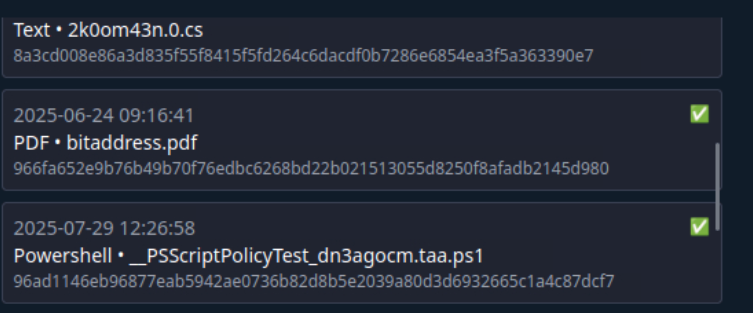 Text • 2k0om43n.0.cs
8a3cd008e86a3d835f55f8415f5fd264c6dacdf0b7286e6854ea3f5a363390e7
2025-06-24 09:16:41
PDF • bitaddress.pdf
966fa652e9b76b49b70f76edbc6268bd22b021513055d8250f8afadb2145d980
2025-07-29 12:26:58
Powershell • __PSScriptPolicyTest_dn3agocm.taa.ps1
96ad1146eb96877eab5942ae0736b82d8b5e2039a80d3d6932665c1a4c87dcf7